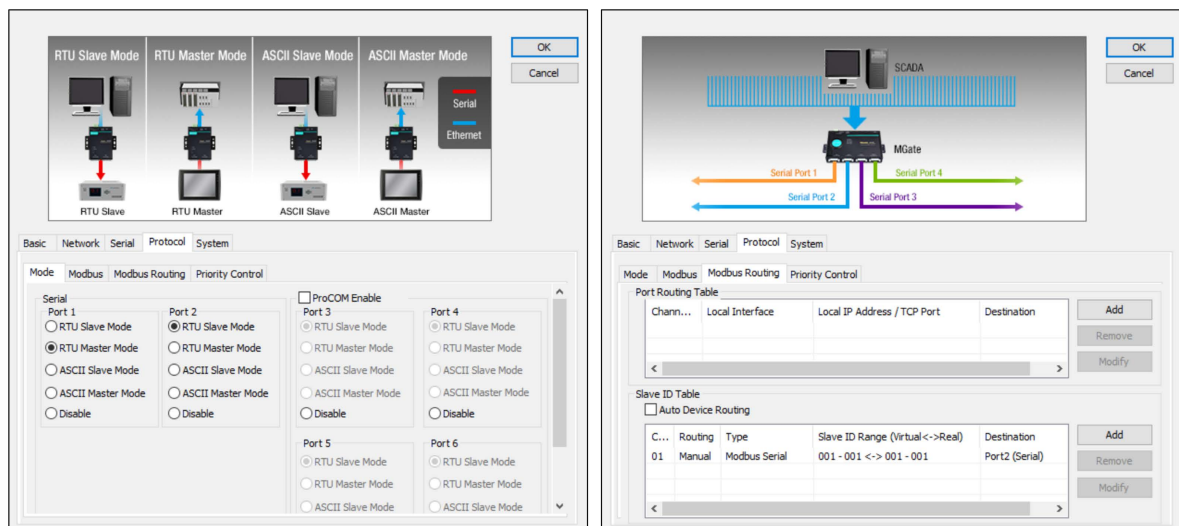 RTU Slave Mode RTU Master Mode ASCII Slave Mode ASCII Master Mode
Serial
Ethernet
RTU Slave RTU Master ASCII Slave ASCII Master
OK
Cancel
Basic Network Serial Protocol System
Mode Modbus Modbus Routing Priority Control
Serial
ProCOM Enable
Port 1 Port 2 Port 3 Port 4
RTU Slave Mode RTU Slave Mode RTU Slave Mode RTU Slave Mode
RTU Master Mode RTU Master Mode RTU Master Mode RTU Master Mode
ASCII Slave Mode ASCII Slave Mode ASCII Slave Mode ASCII Slave Mode
ASCII Master Mode ASCII Master Mode ASCII Master Mode ASCII Master Mode
Disable Disable Disable Disable
Port 5 Port 6
RTU Slave Mode RTU Slave Mode
RTU Master Mode RTU Master Mode
ASCII Slave Mode ASCII Slave Mode
SCADA
MGate
Serial Port 1 Serial Port 4
Serial Port 2 Serial Port 3
OK
Cancel
Basic Network Serial Protocol System
Mode Modbus Modbus Routing Priority Control
Port Routing Table
Chann... Local Interface Local IP Address / TCP Port Destination
Add
Remove
Modify
Slave ID Table
Auto Device Routing
C... Routing Type Slave ID Range (Virtual<->Real) Destination
01 Manual Modbus Serial 001 - 001 <-> 001 - 001 Port2 (Serial)
Add
Remove
Modify